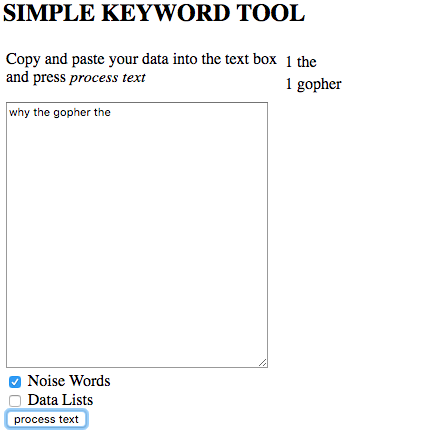 SIMPLE KEYWORD TOOL
Copy and paste your data into the text box
and press process text
1 the
1 gopher
why the gopher the
Noise Words
Data Lists
process text